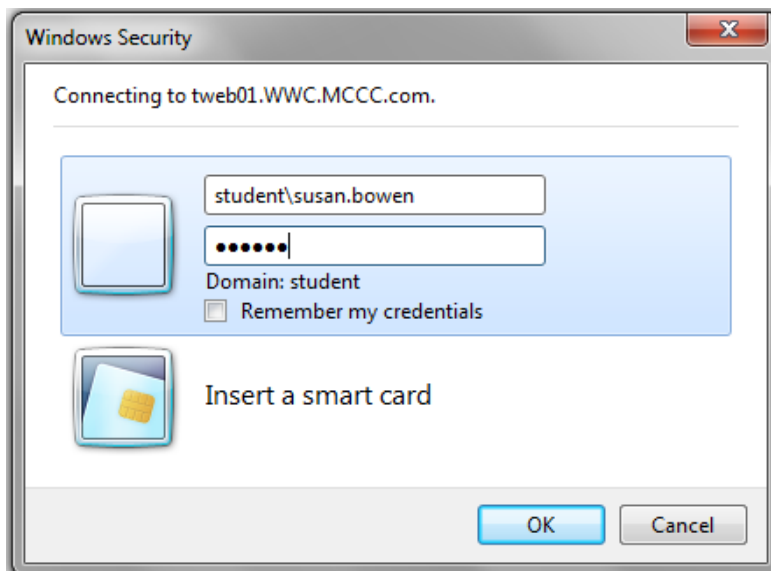 Windows Security
Connecting to tweb01.WWC.MCCC.com.
student\susan.bowen
●●●●●●
Domain: student
Remember my credentials
Insert a smart card
OK
Cancel